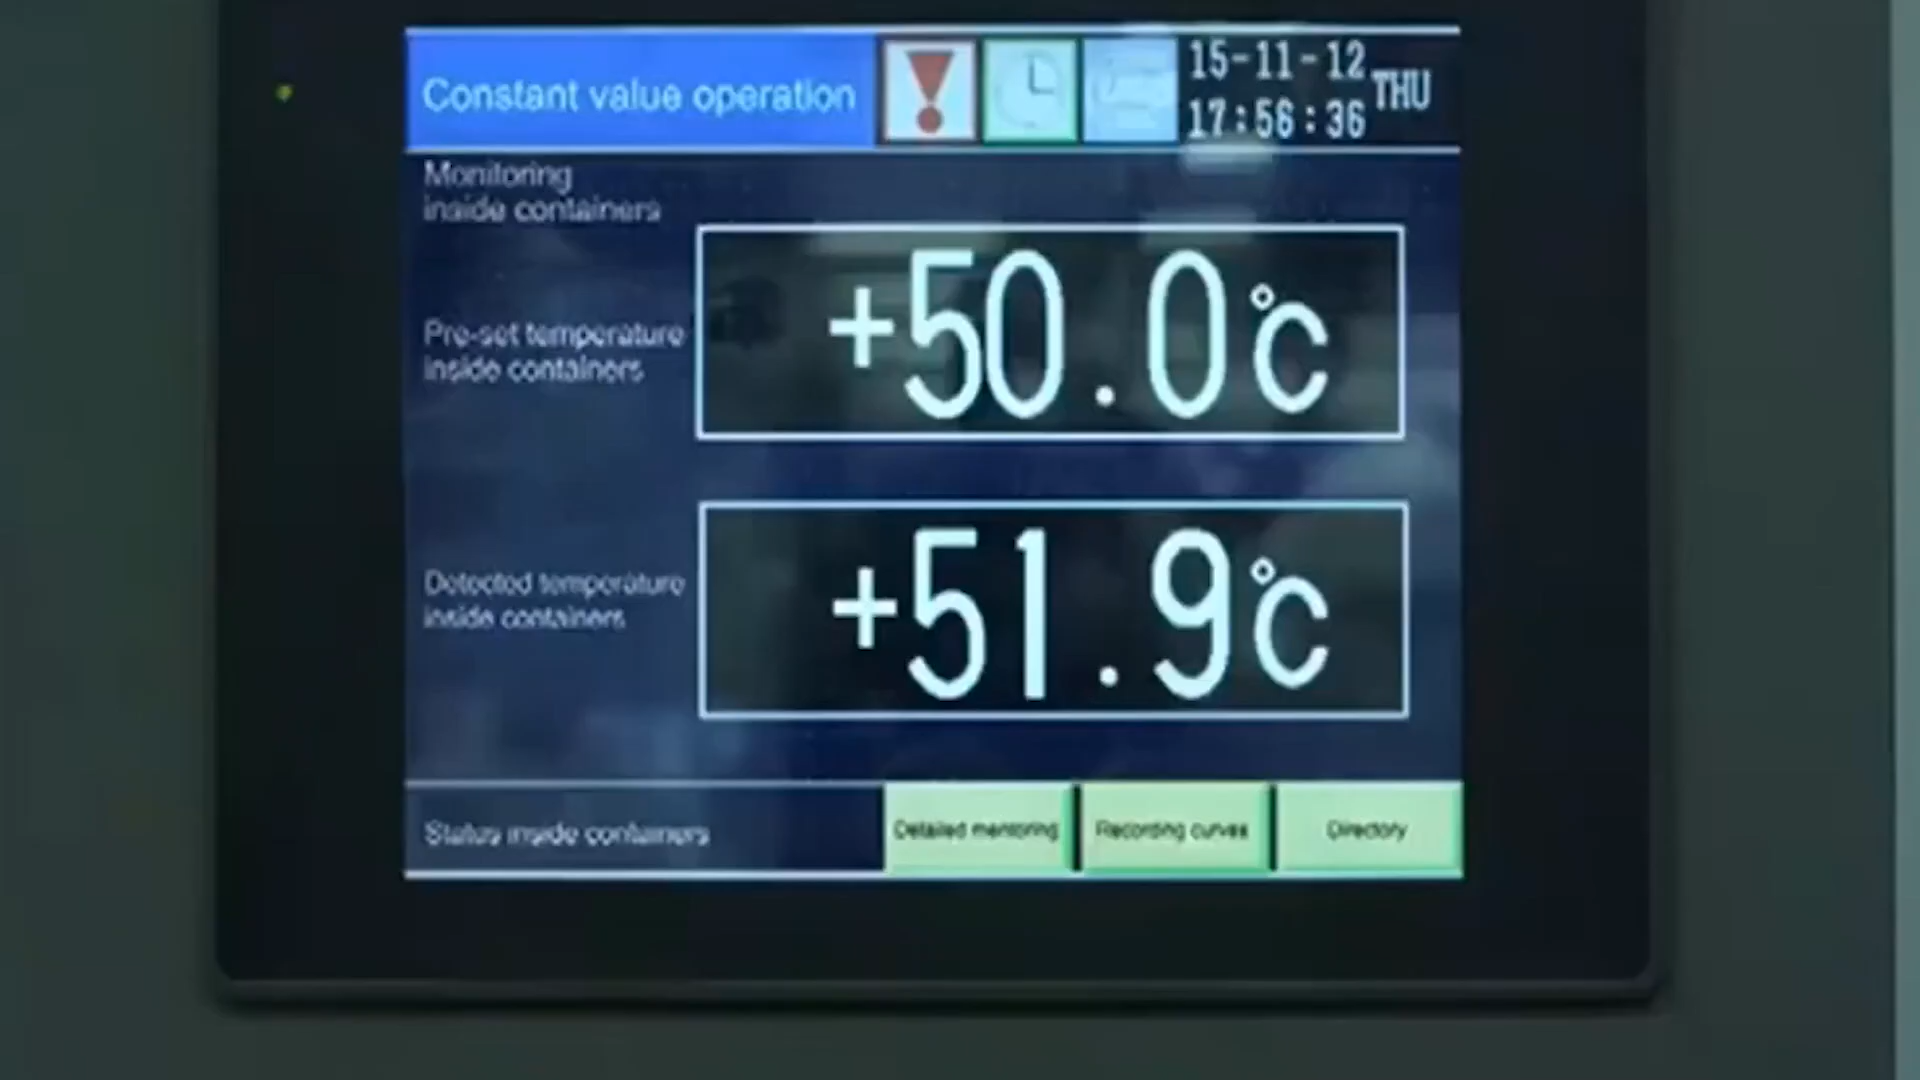 Constant value operation
15-11-12
THU
17:56:36
Monitoring
inside containers
+50.0℃
Pre-set temperature
inside containers
+51.9℃
Detected temperature
inside containers
Status inside containers
Detailed mentoring
Recording curves
Directory